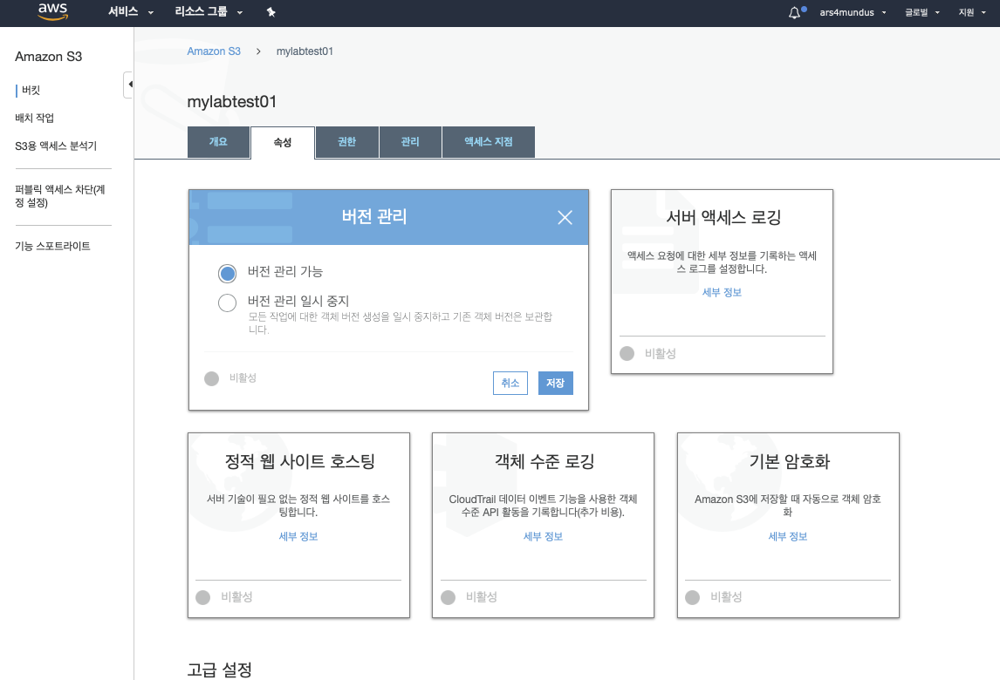 aws 서비스 리소스 그룹 ars4mundus 글로벌 지원
Amazon S3
버킷
배치 작업
S3용 액세스 분석기
퍼블릭 액세스 차단(계
정 설정)
기능 스포트라이트
Amazon S3 > mylabtest01
mylabtest01
개요 속성 권한 관리 액세스 지점
버전 관리
버전 관리 가능
버전 관리 일시 중지
모든 작업에 대한 객체 버전 생성을 일시 중지하고 기존 객체 버전은 보관합
니다.
비활성 취소 저장
서버 액세스 로깅
액세스 요청에 대한 세부 정보를 기록하는 액세
스 로그를 설정합니다.
세부 정보
비활성
정적 웹 사이트 호스팅
서버 기술이 필요 없는 정적 웹 사이트를 호스
팅합니다.
세부 정보
비활성
객체 수준 로깅
CloudTrail 데이터 이벤트 기능을 사용한 객체
수준 API 활동을 기록합니다(추가 비용).
세부 정보
비활성
기본 암호화
Amazon S3에 저장할 때 자동으로 객체 암호
화
세부 정보
비활성
고급 설정